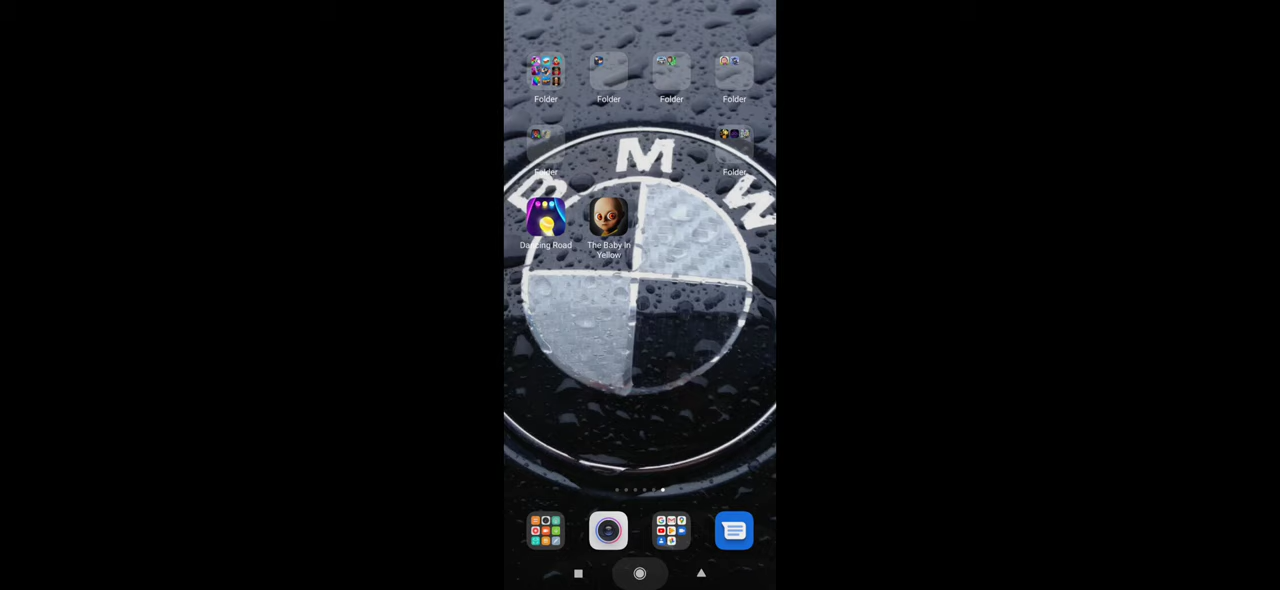 Folder
Folder
Folder
Folder
Folder
Folder
BMW
Dancing Road
The Baby In
Yellow